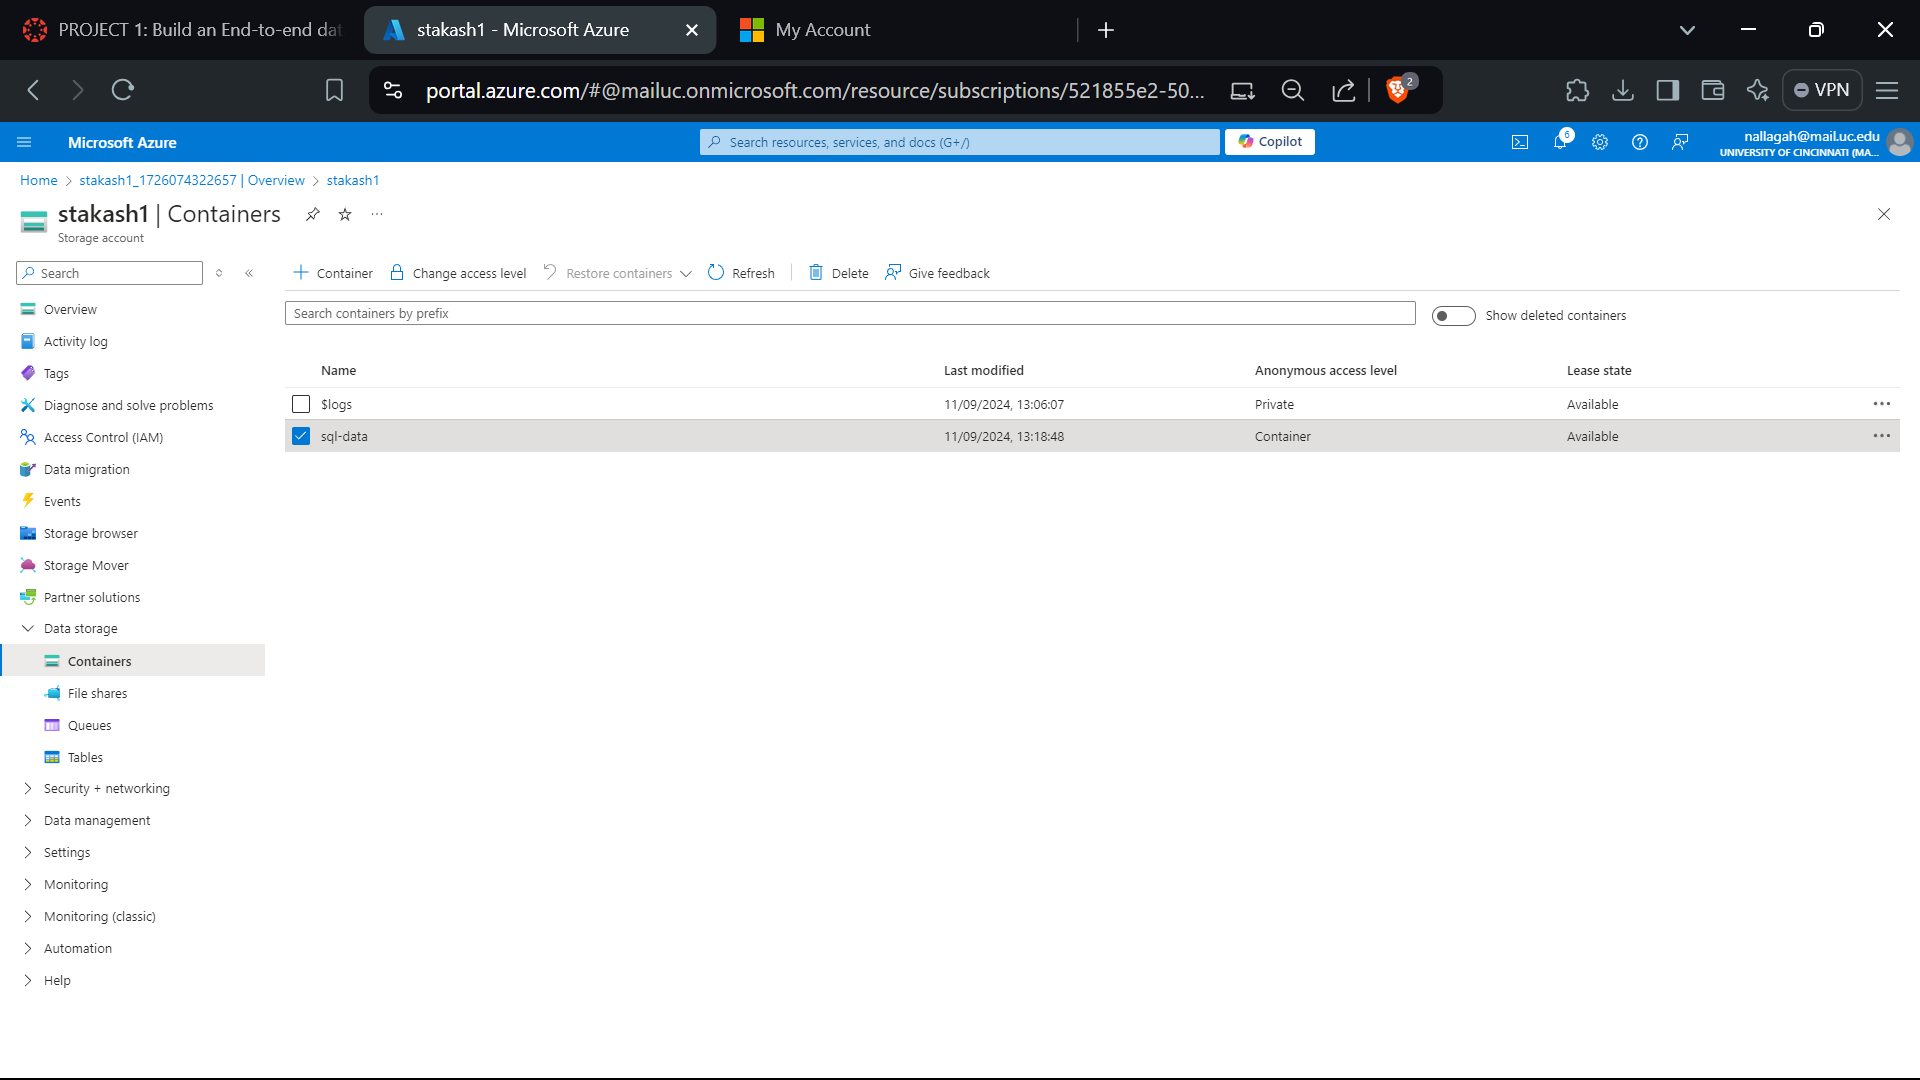 PROJECT 1: Build an End-to-end dat
stakash1 - Microsoft Azure
My Account
portal.azure.com/#@mailuc.onmicrosoft.com/resource/subscriptions/521855e2-50...
2
VPN
Microsoft Azure
Search resources, services, and docs (G+/)
Copilot
6
nallagah@mail.uc.edu
UNIVERSITY OF CINCINNATI (MA...
Home > stakash1_1726074322657 | Overview > stakash1
stakash1 | Containers
Storage account
Search
Container
Change access level
Restore containers
Refresh
Delete
Give feedback
Search containers by prefix
Show deleted containers
Name Last modified Anonymous access level Lease state
$logs 11/09/2024, 13:06:07 Private Available
sql-data 11/09/2024, 13:18:48 Container Available
Overview
Activity log
Tags
Diagnose and solve problems
Access Control (IAM)
Data migration
Events
Storage browser
Storage Mover
Partner solutions
Data storage
Containers
File shares
Queues
Tables
Security + networking
Data management
Settings
Monitoring
Monitoring (classic)
Automation
Help